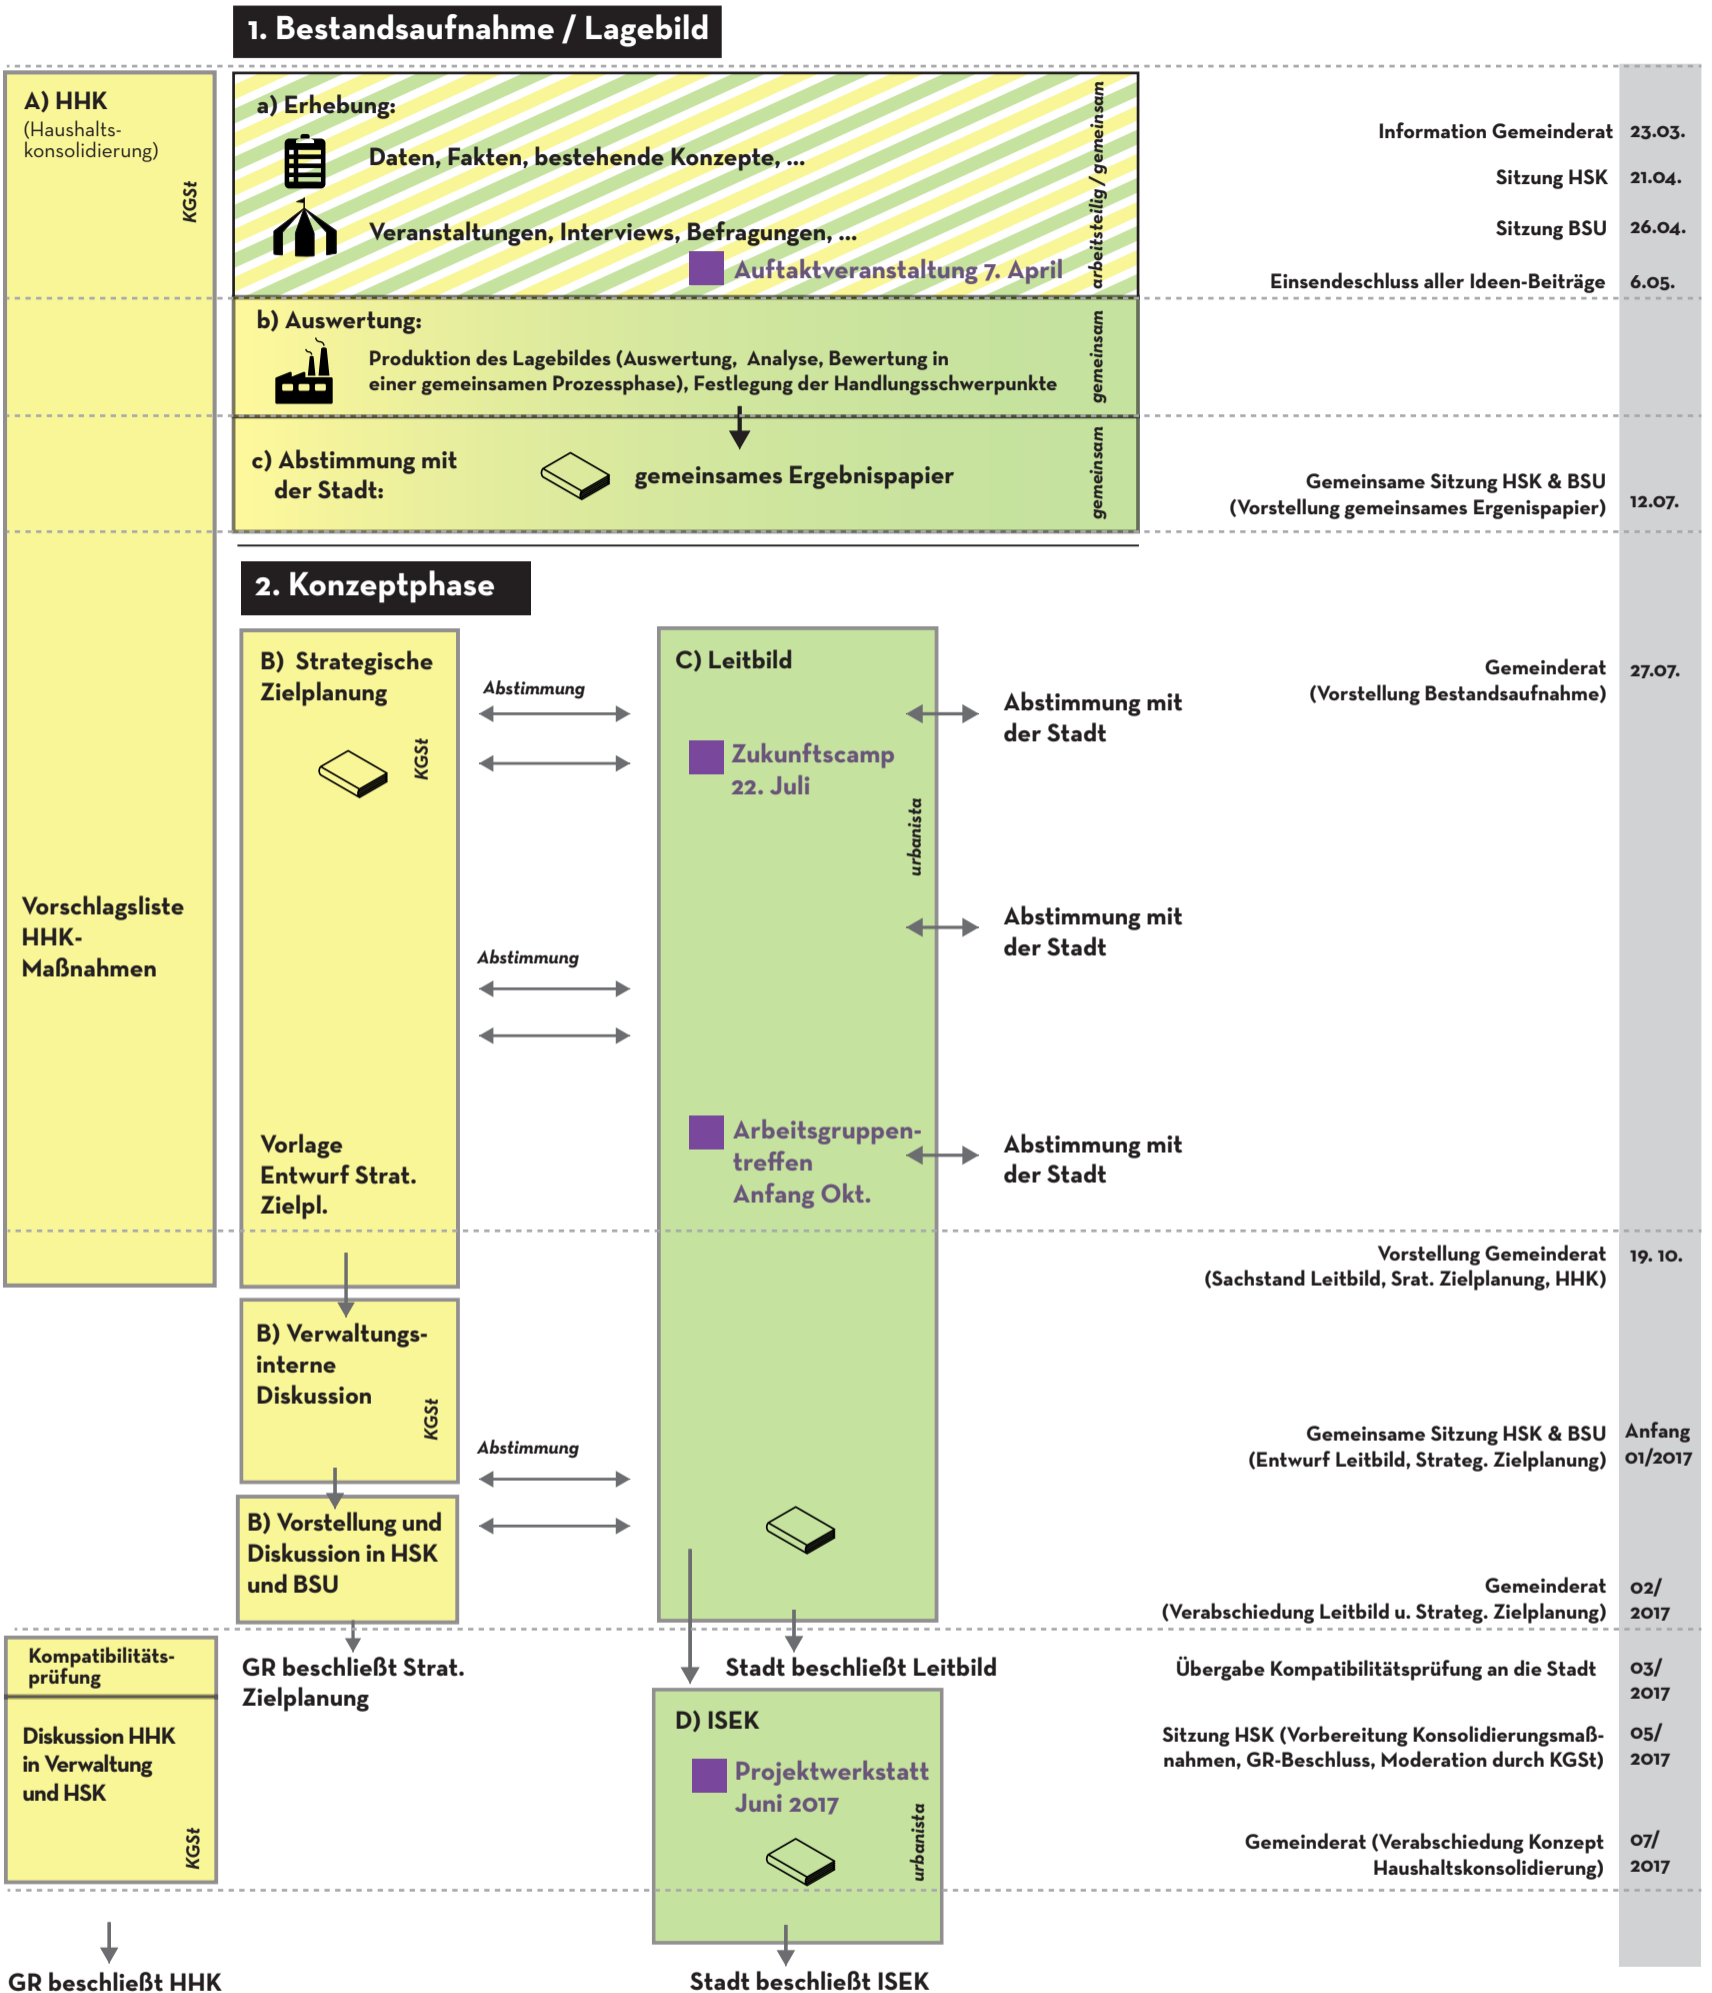 1. Bestandsaufnahme / Lagebild
A) HHK
(Haushalts-
konsolidierung)
KGSt
a) Erhebung:
Daten, Fakten, bestehende Konzepte, ...
Veranstaltungen, Interviews, Befragungen, ...
Auftaktveranstaltung 7. April
arbeitsteilig / gemeinsam
Information Gemeinderat 23.03.
Sitzung HSK 21.04.
Sitzung BSU 26.04.
Einsendeschluss aller Ideen-Beiträge 6.05.
b) Auswertung:
Produktion des Lagebildes (Auswertung, Analyse, Bewertung in
einer gemeinsamen Prozessphase), Festlegung der Handlungsschwerpunkte
gemeinsam
c) Abstimmung mit
der Stadt:
gemeinsames Ergebnispapier
gemeinsam
Gemeinsame Sitzung HSK & BSU
(Vorstellung gemeinsames Ergenispapier) 12.07.
2. Konzeptphase
B) Strategische
Zielplanung
KGSt
Abstimmung
C) Leitbild
Zukunftscamp
22. Juli
urbanista
Abstimmung mit
der Stadt
Gemeinderat 27.07.
(Vorstellung Bestandsaufnahme)
Vorschlagsliste
HHK-
Maßnahmen
Abstimmung
Abstimmung mit
der Stadt
Vorlage
Entwurf Strat.
Zielpl.
Arbeitsgruppen-
treffen
Anfang Okt.
Abstimmung mit
der Stadt
Vorstellung Gemeinderat 19. 10.
(Sachstand Leitbild, Srat. Zielplanung, HHK)
B) Verwaltungs-
interne
Diskussion
KGSt
Abstimmung
Gemeinsame Sitzung HSK & BSU Anfang
(Entwurf Leitbild, Strateg. Zielplanung) 01/2017
B) Vorstellung und
Diskussion in HSK
und BSU
Gemeinderat 02/
(Verabschiedung Leitbild u. Strateg. Zielplanung) 2017
Kompatibilitäts-
prüfung
GR beschließt Strat.
Zielplanung
Stadt beschließt Leitbild
Übergabe Kompatibilitätsprüfung an die Stadt 03/
2017
Diskussion HHK
in Verwaltung
und HSK
KGSt
D) ISEK
Projektwerkstatt
Juni 2017
urbanista
Sitzung HSK (Vorbereitung Konsolidierungsmaß- 05/
nahmen, GR-Beschluss, Moderation durch KGSt) 2017
Gemeinderat (Verabschiedung Konzept 07/
Haushaltskonsolidierung) 2017
GR beschließt HHK
Stadt beschließt ISEK